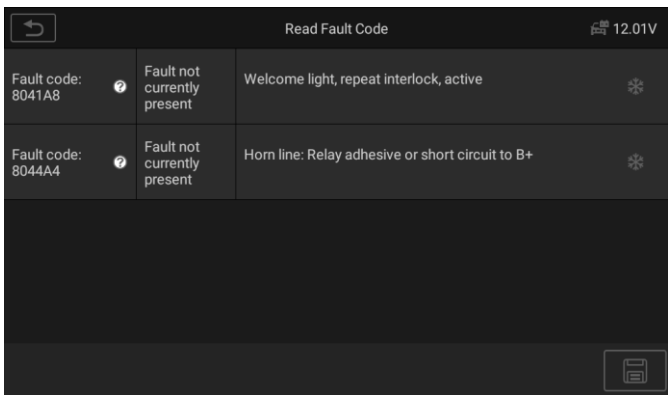 Read Fault Code
12.01V
Fault code:
8041A8
?
Fault not
currently
present
Welcome light, repeat interlock, active
Fault code:
8044A4
?
Fault not
currently
present
Horn line: Relay adhesive or short circuit to B+